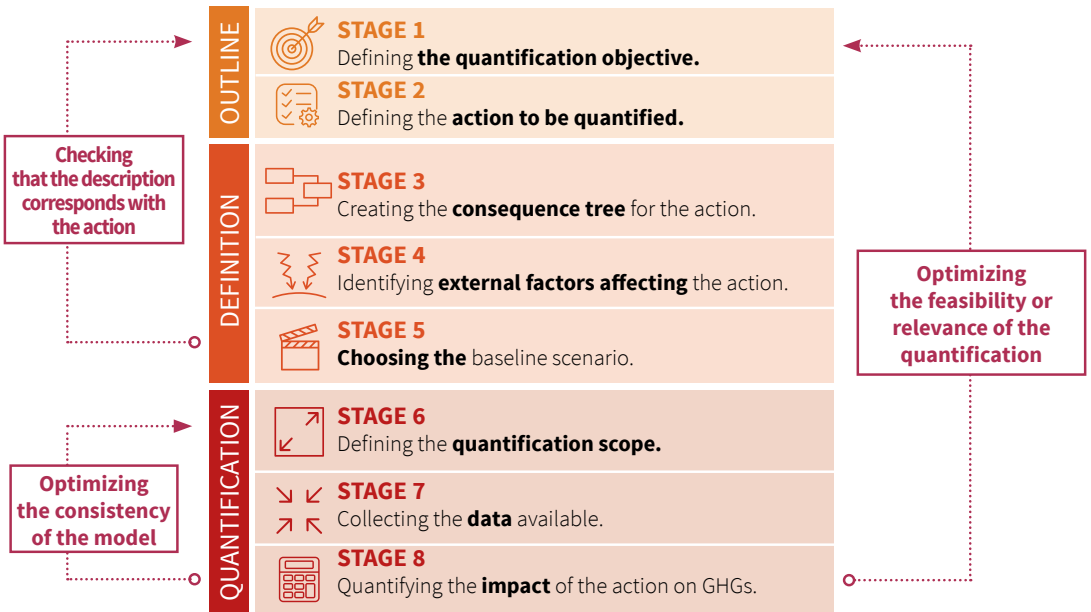 OUTLINE
STAGE 1
Defining the quantification objective.
STAGE 2
Defining the action to be quantified.
Checking
that the description
corresponds with
the action
DEFINITION
STAGE 3
Creating the consequence tree for the action.
STAGE 4
Identifying external factors affecting the action.
STAGE 5
Choosing the baseline scenario.
Optimizing
the feasibility or
relevance of the
quantification
QUANTIFICATION
STAGE 6
Defining the quantification scope.
STAGE 7
Collecting the data available.
STAGE 8
Quantifying the impact of the action on GHGs.
Optimizing
the consistency
of the model